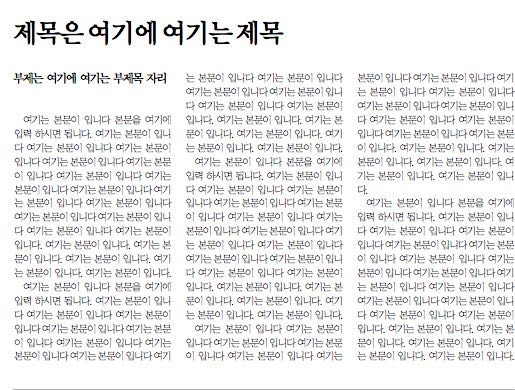 제목은 여기에 여기는 제목
부제는 여기에 여기는 부제목 자리
여기는 본문이 입니다 본문을 여기에
입력 하시면 됩니다. 여기는 본문이 입니
다 여기는 본문이 입니다 여기는 본문이
입니다 여기는 본문이 입니다 여기는 본문
이 입니다 여기는 본문이 입니다 여기는
본문이 입니다 여기는 본문이 입니다 여기
는 본문이 입니다 여기는 본문이 입니다
여기는 본문이 입니다 여기는 본문이 입니
다 여기는 본문이 입니다 여기는 본문이
입니다. 여기는 본문이 입니다. 여기는 본
문이 입니다. 여기는 본문이 입니다. 여기
는 본문이 입니다. 여기는 본문이 입니다.
여기는 본문이 입니다 본문을 여기에
입력 하시면 됩니다. 여기는 본문이 입니
다 여기는 본문이 입니다 여기는 본문이
입니다 여기는 본문이 입니다 여기는 본문
이 입니다 여기는 본문이 입니다 여기는
본문이 입니다 여기는 본문이 입니다 여기
는 본문이 입니다 여기는 본문이 입니다
여기는 본문이 입니다 여기는 본문이 입니
다 여기는 본문이 입니다 여기는 본문이
입니다. 여기는 본문이 입니다. 여기는 본
문이 입니다. 여기는 본문이 입니다. 여기
는 본문이 입니다. 여기는 본문이 입니다.
여기는 본문이 입니다 본문을 여기에
입력 하시면 됩니다. 여기는 본문이 입니
다 여기는 본문이 입니다 여기는 본문이
입니다 여기는 본문이 입니다 여기는 본문
이 입니다 여기는 본문이 입니다 여기는
본문이 입니다 여기는 본문이 입니다 여기
는 본문이 입니다 여기는 본문이 입니다
여기는 본문이 입니다 여기는 본문이 입니
다 여기는 본문이 입니다 여기는 본문이
입니다. 여기는 본문이 입니다. 여기는 본
문이 입니다. 여기는 본문이 입니다. 여기
는 본문이 입니다. 여기는 본문이 입니다.
여기는 본문이 입니다 여기는 본문
이 입니다 여기는 본문이 입니다 여기는
본문이 입니다 여기는 본문이 입니다 여기
는 본문이 입니다 여기는 본문이 입니다
여기는 본문이 입니다 여기는 본문이 입니
다 여기는 본문이 입니다 여기는 본문이
입니다. 여기는 본문이 입니다. 여기는 본
문이 입니다. 여기는 본문이 입니다. 여
기는 본문이 입니다. 여기는 본문이 입니
다.
여기는 본문이 입니다 본문을 여기에
입력 하시면 됩니다. 여기는 본문이 입니
다 여기는 본문이 입니다 여기는 본문이
입니다 여기는 본문이 입니다 여기는 본문
이 입니다 여기는 본문이 입니다 여기는
본문이 입니다 여기는 본문이 입니다 여기
는 본문이 입니다 여기는 본문이 입니다
여기는 본문이 입니다 여기는 본문이 입니
다 여기는 본문이 입니다 여기는 본문이
입니다. 여기는 본문이 입니다. 여기는
본문이 입니다. 여기는 본문이 입니다.